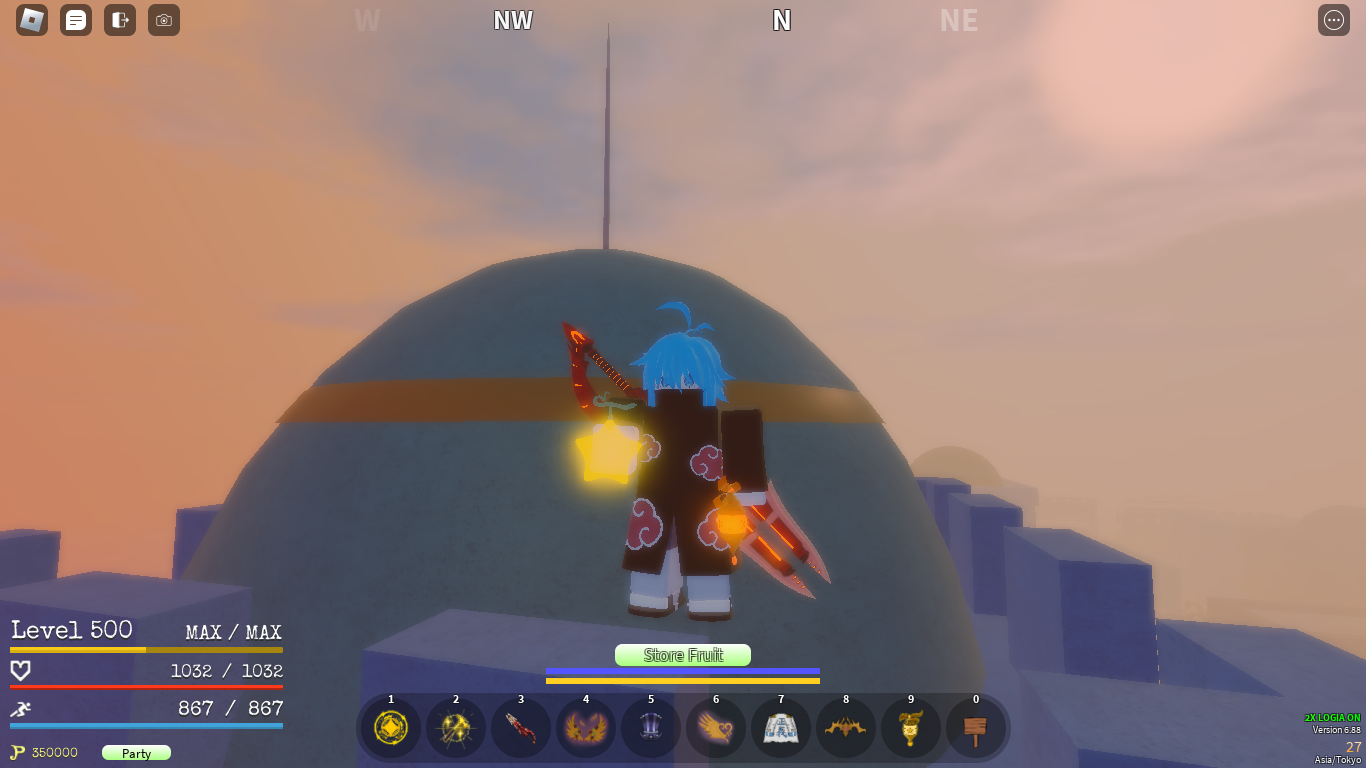 W NW N NE
Level 500 MAX / MAX
1032 / 1032
867 / 867
350000 Party
Store Fruit
1 2 3 4 5 6 7 8 9 0
2X LOGIA ON
Version 6.88
27
Asia/Tokyo